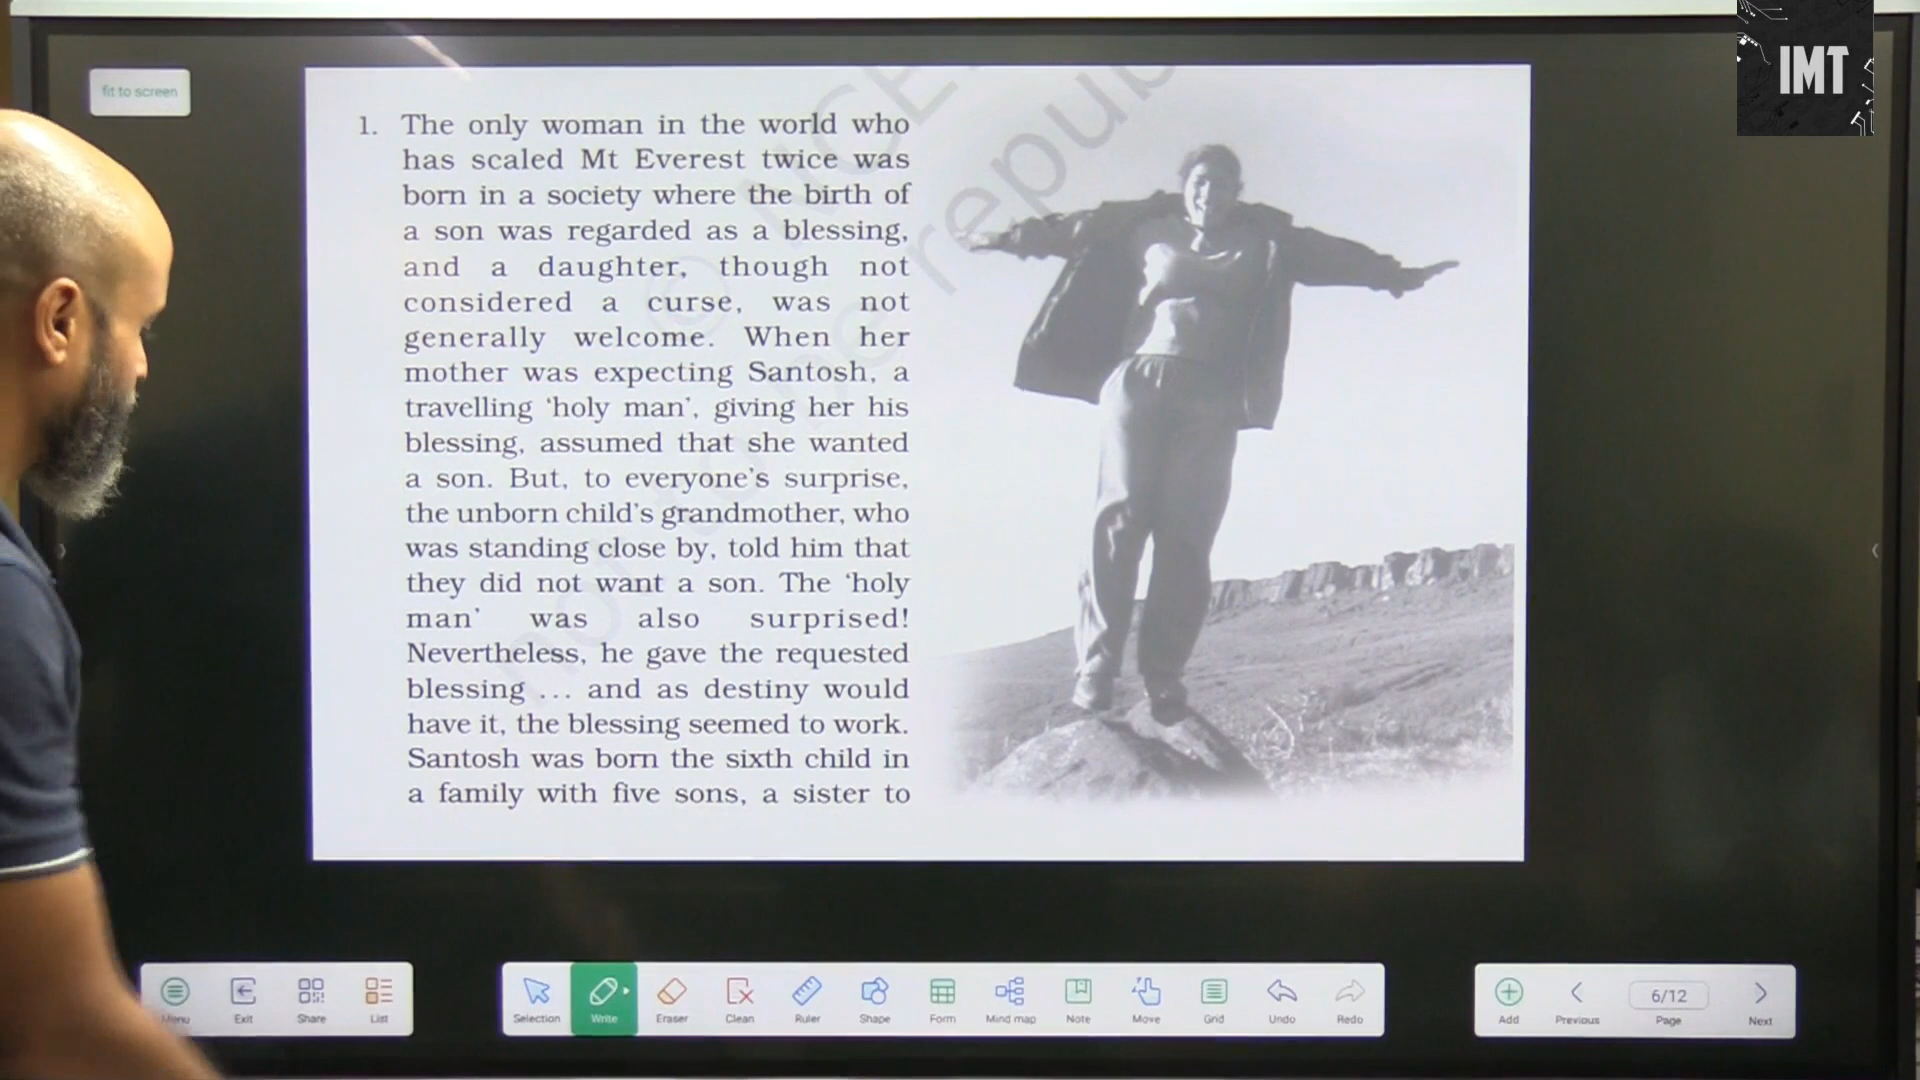 IMT
fit to screen
© NCE
not to be republ
1. The only woman in the world who
has scaled Mt Everest twice was
born in a society where the birth of
a son was regarded as a blessing,
and a daughter, though not
considered a curse, was not
generally welcome. When her
mother was expecting Santosh, a
travelling ‘holy man’, giving her his
blessing, assumed that she wanted
a son. But, to everyone’s surprise,
the unborn child’s grandmother, who
was standing close by, told him that
they did not want a son. The ‘holy
man’ was also surprised!
Nevertheless, he gave the requested
blessing ... and as destiny would
have it, the blessing seemed to work.
Santosh was born the sixth child in
a family with five sons, a sister to
Menu Exit Share List Selection Write Eraser Clean Ruler Shape Form Mind map Note Move Grid Undo Redo Add Previous 6/12 Page Next